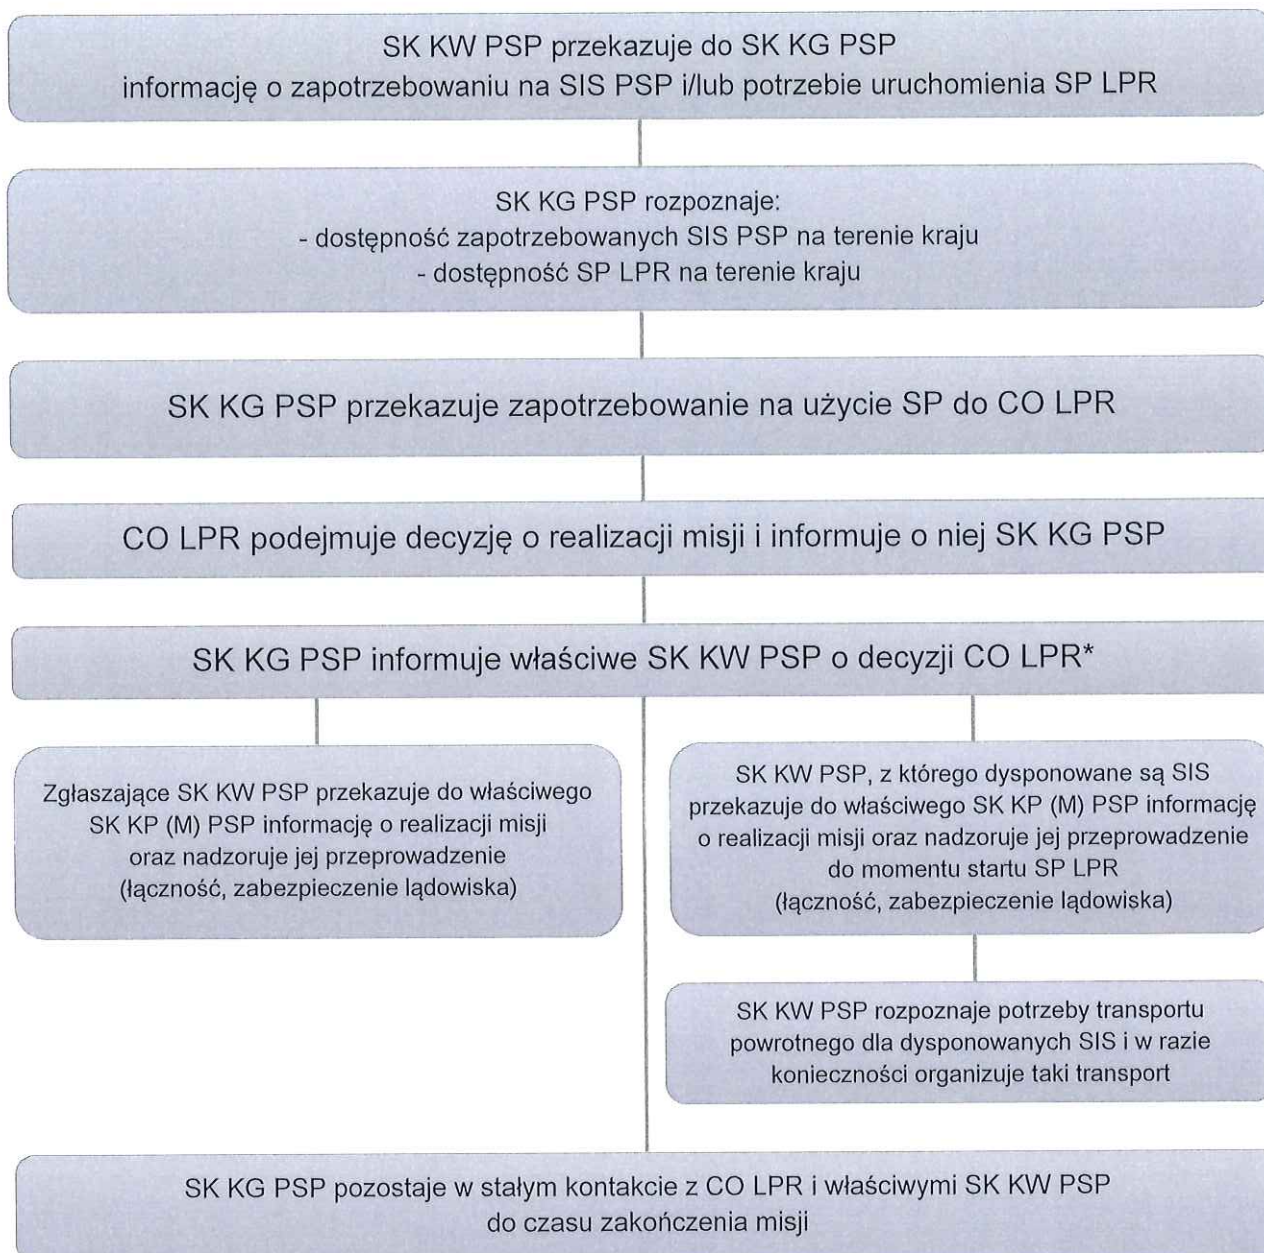 SK KW PSP przekazuje do SK KG PSP
informację o zapotrzebowaniu na SIS PSP i/lub potrzebie uruchomienia SP LPR
SK KG PSP rozpoznaje:
- dostępność zapotrzebowanych SIS PSP na terenie kraju
- dostępność SP LPR na terenie kraju
SK KG PSP przekazuje zapotrzebowanie na użycie SP do CO LPR
CO LPR podejmuje decyzję o realizacji misji i informuje o niej SK KG PSP
SK KG PSP informuje właściwe SK KW PSP o decyzji CO LPR*
Zgłaszające SK KW PSP przekazuje do właściwego
SK KP (M) PSP informację o realizacji misji
oraz nadzoruje jej przeprowadzenie
(łączność, zabezpieczenie lądowiska)
SK KW PSP, z którego dysponowane są SIS
przekazuje do właściwego SK KP (M) PSP informację
o realizacji misji oraz nadzoruje jej przeprowadzenie
do momentu startu SP LPR
(łączność, zabezpieczenie lądowiska)
SK KW PSP rozpoznaje potrzeby transportu
powrotnego dla dysponowanych SIS i w razie
konieczności organizuje taki transport
SK KG PSP pozostaje w stałym kontakcie z CO LPR i właściwymi SK KW PSP
do czasu zakończenia misji